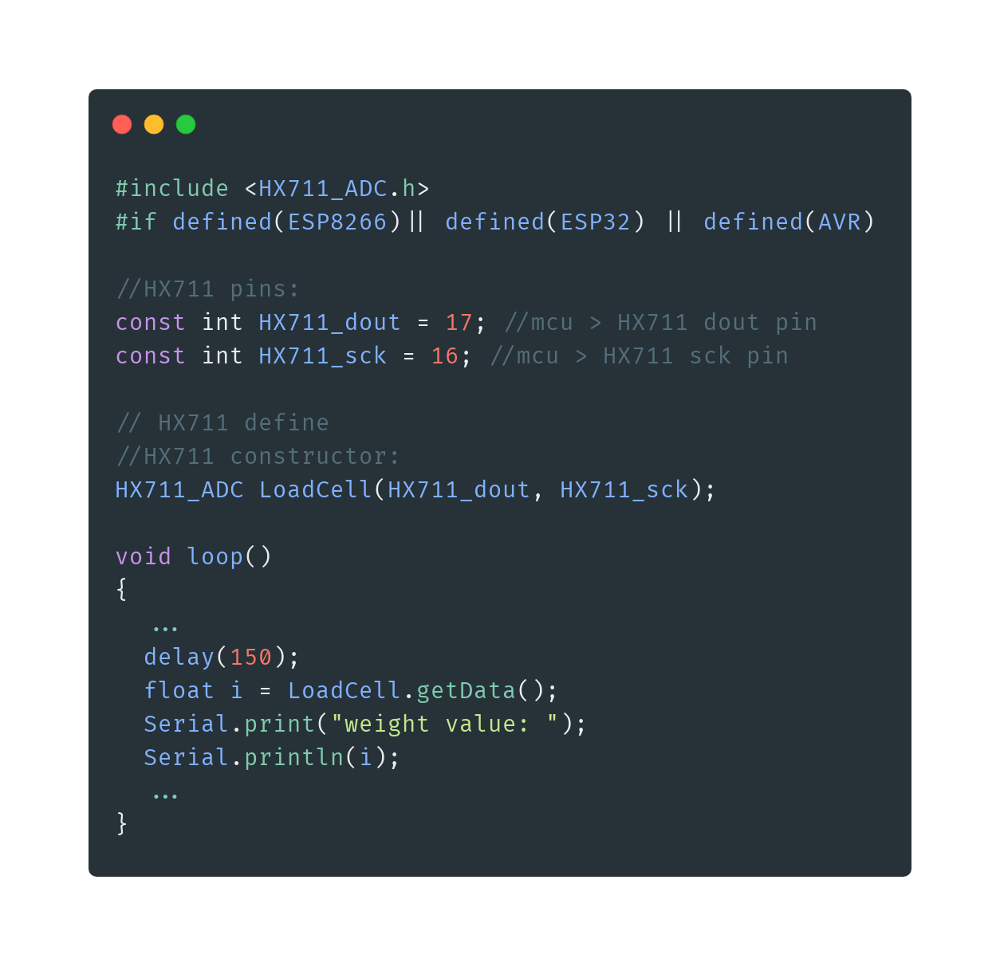 #include <HX711_ADC.h>
#if defined(ESP8266)|| defined(ESP32) || defined(AVR)
//HX711 pins:
const int HX711_dout = 17; //mcu > HX711 dout pin
const int HX711_sck = 16; //mcu > HX711 sck pin
// HX711 define
//HX711 constructor:
HX711_ADC LoadCell(HX711_dout, HX711_sck);
void loop()
{
...
delay(150);
float i = LoadCell.getData();
Serial.print("weight value: ");
Serial.println(i);
...
}